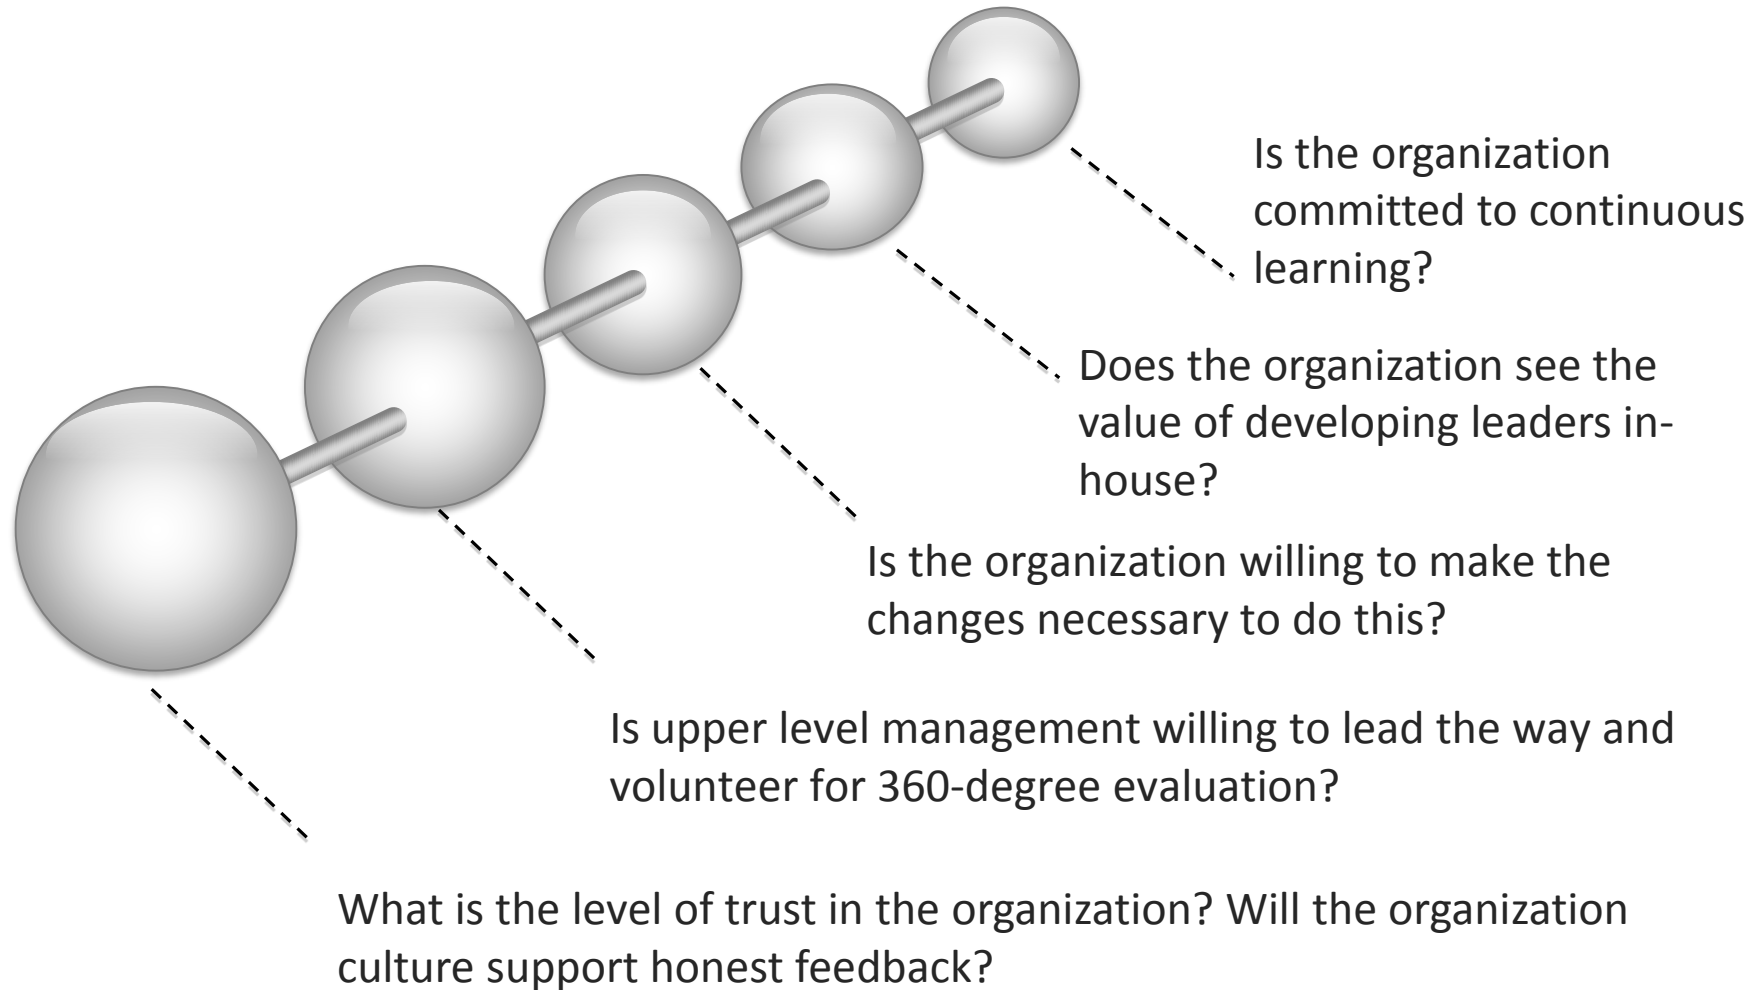 Is the organization
committed to continuous
learning?
Does the organization see the
value of developing leaders in-
house?
Is the organization willing to make the
changes necessary to do this?
Is upper level management willing to lead the way and
volunteer for 360-degree evaluation?
What is the level of trust in the organization? Will the organization
culture support honest feedback?